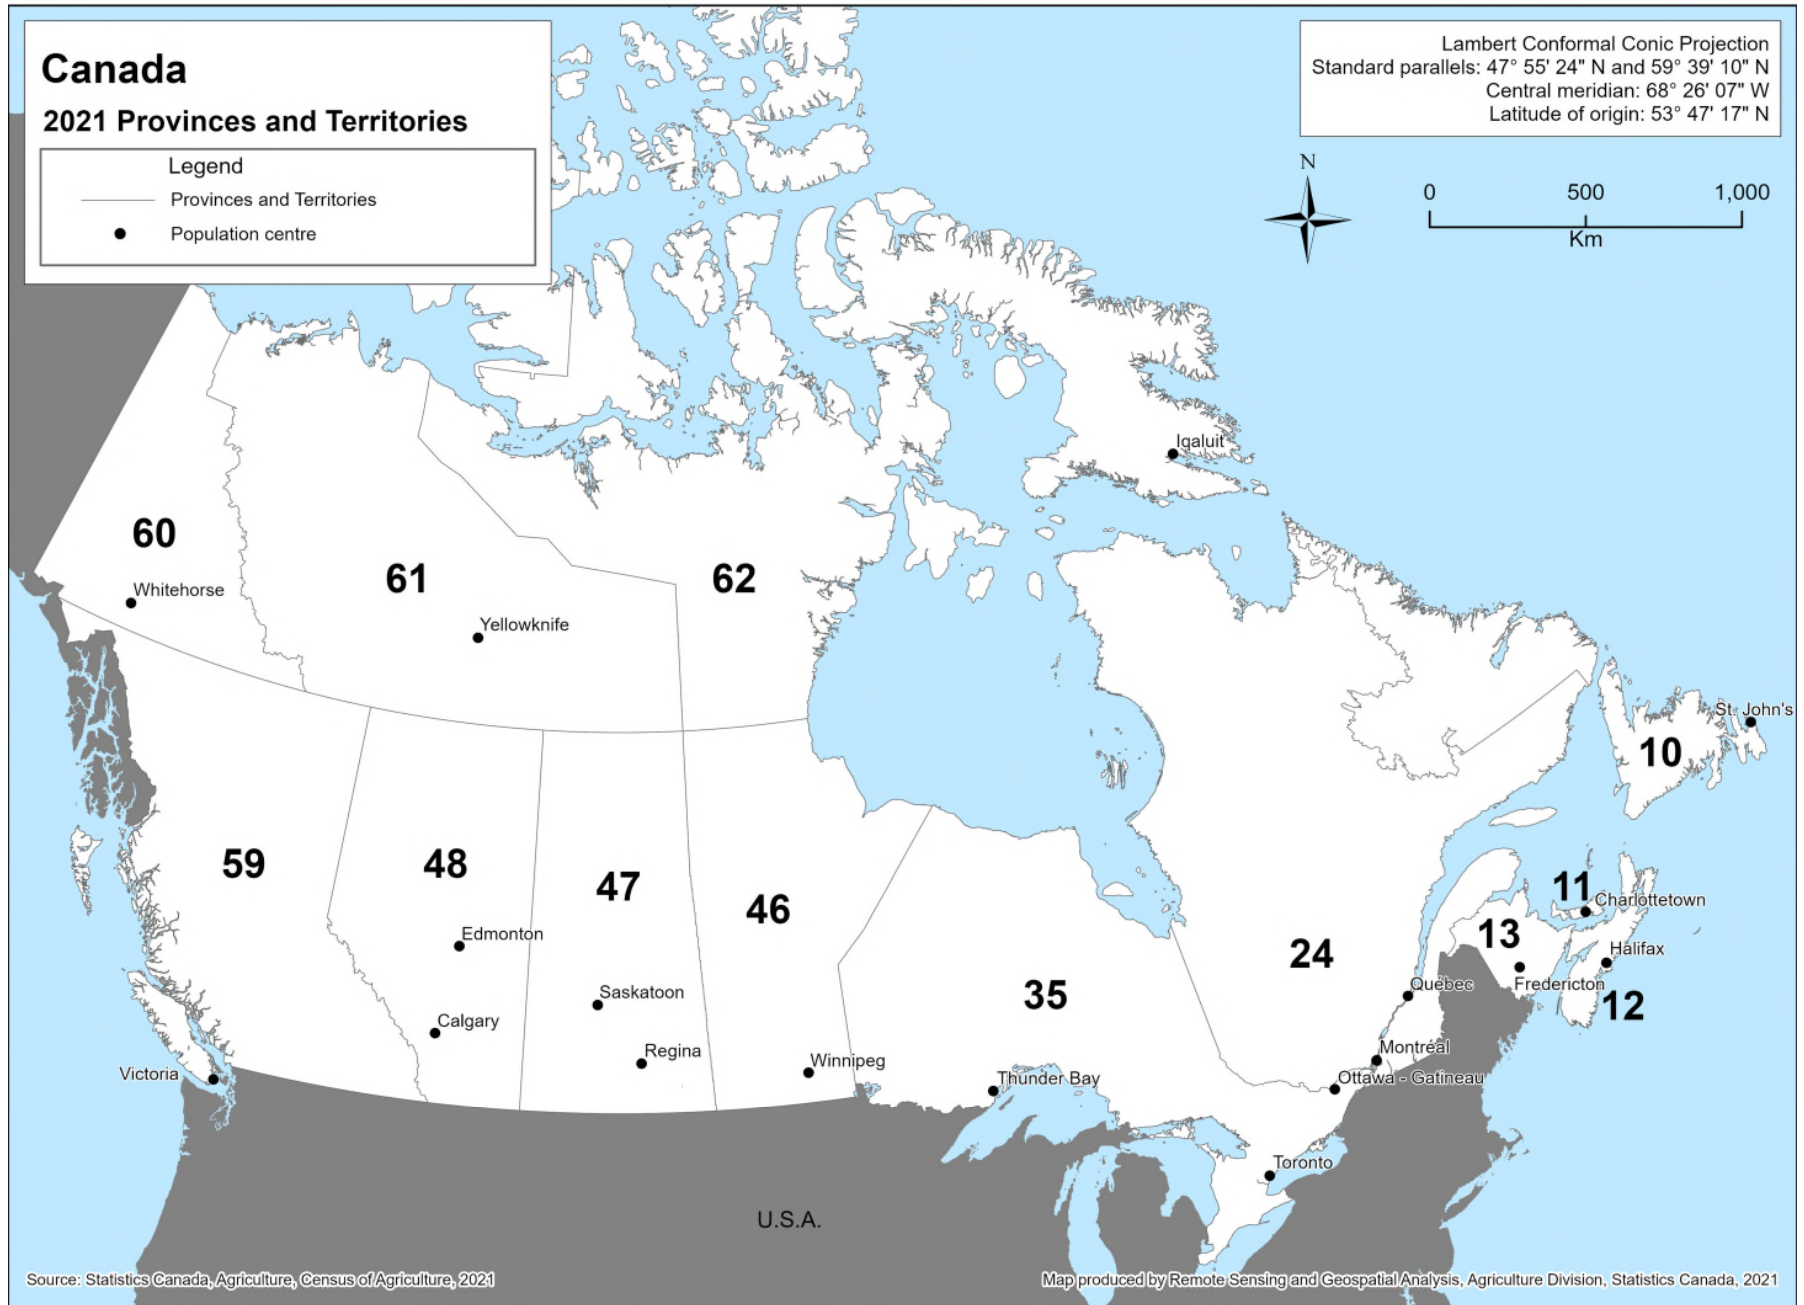 Canada
2021 Provinces and Territories
Legend
Provinces and Territories
Population centre
Lambert Conformal Conic Projection
Standard parallels: 47° 55' 24" N and 59° 39' 10" N
Central meridian: 68° 26' 07" W
Latitude of origin: 53° 47' 17" N
N
0 500 1,000
Km
Iqaluit
60
61
62
Whitehorse
Yellowknife
St. John's
10
59
48
47
46
11
Charlottetown
13
Edmonton
Halifax
24
35
Québec
Fredericton
12
Saskatoon
Calgary
Regina
Winnipeg
Montréal
Victoria
Thunder Bay
Ottawa - Gatineau
Toronto
U.S.A.
Source: Statistics Canada, Agriculture, Census of Agriculture, 2021
Map produced by Remote Sensing and Geospatial Analysis, Agriculture Division, Statistics Canada, 2021